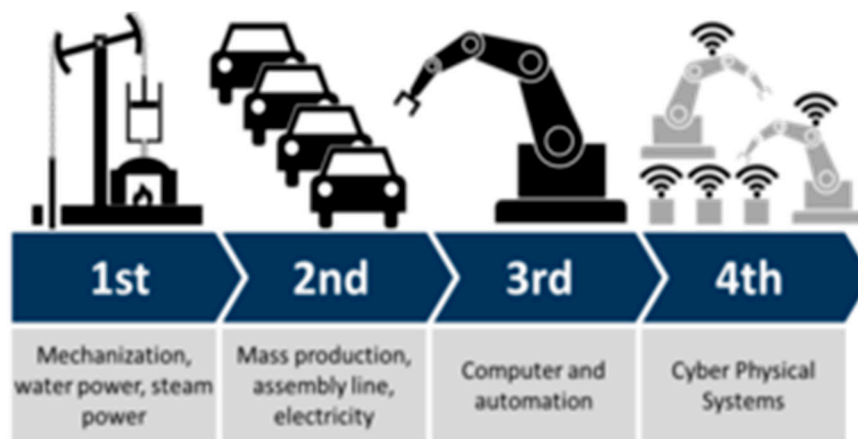 1st
2nd
3rd
4th
Mechanization,
water power, steam
power
Mass production,
assembly line,
electricity
Computer and
automation
Cyber Physical
Systems